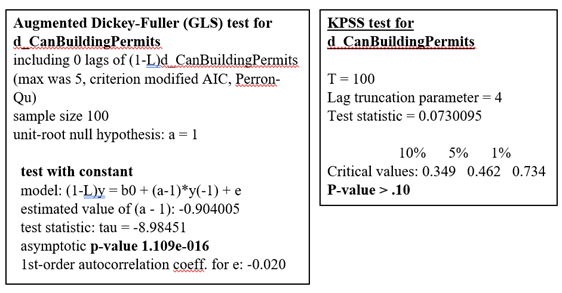 Augmented Dickey-Fuller (GLS) test for
d_CanBuildingPermits
including 0 lags of (1-L)d_CanBuildingPermits
(max was 5, criterion modified AIC, Perron-
Qu)
sample size 100
unit-root null hypothesis: a = 1
test with constant
model: (1-L)y = b0 + (a-1)*y(-1) + e
estimated value of (a - 1): -0.904005
test statistic: tau = -8.98451
asymptotic p-value 1.109e-016
1st-order autocorrelation coeff. for e: -0.020
KPSS test for
d_CanBuildingPermits
T = 100
Lag truncation parameter = 4
Test statistic = 0.0730095
10% 5% 1%
Critical values: 0.349 0.462 0.734
P-value > .10